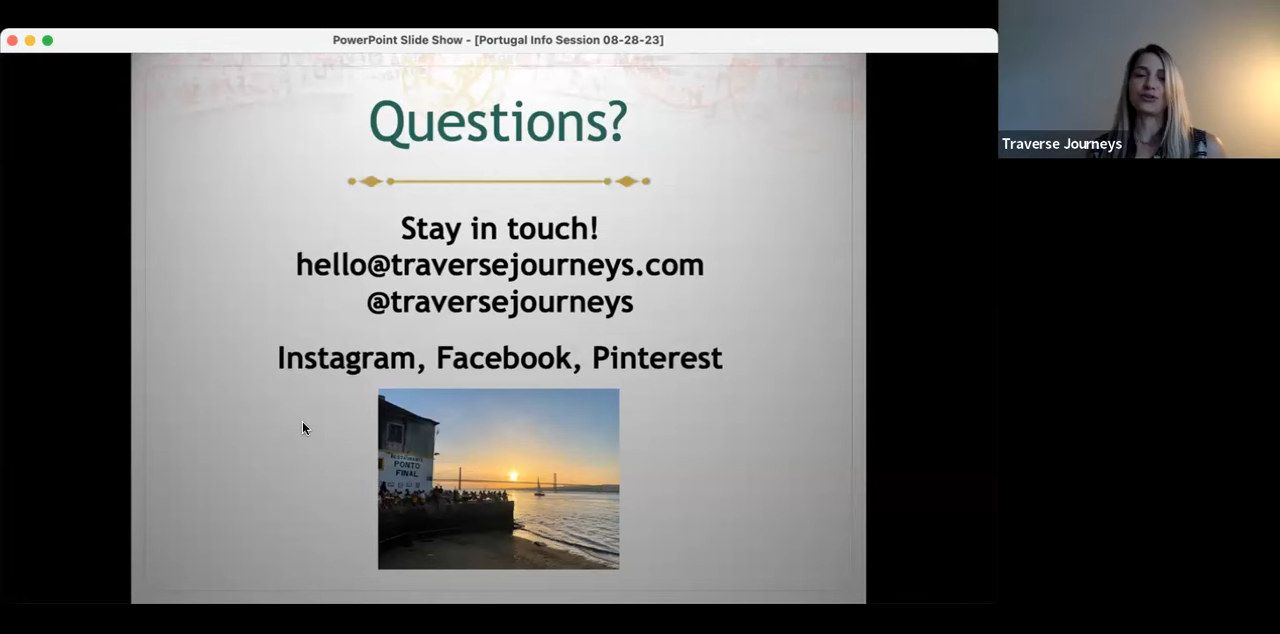 PowerPoint Slide Show - [Portugal Info Session 08-28-23]
Questions?
Stay in touch!
hello@traversejourneys.com
@traversejourneys
Instagram, Facebook, Pinterest
RESTAURANTE
PONTO
FINAL
Traverse Journeys